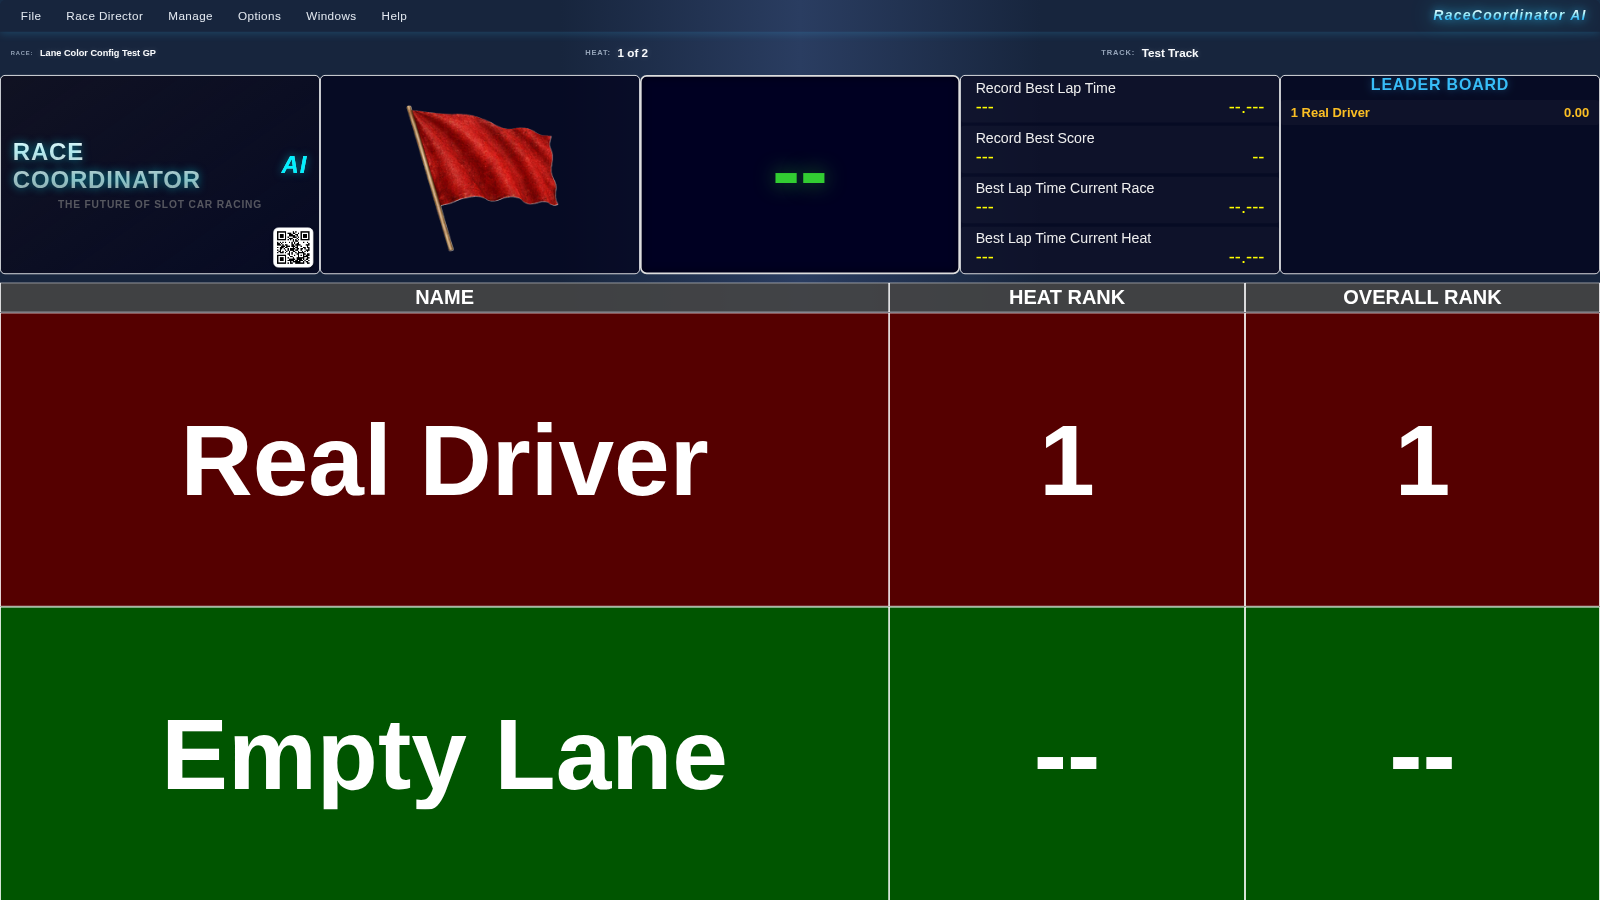 File Race Director Manage Options Windows Help RaceCoordinator AI
RACE: Lane Color Config Test GP HEAT: 1 of 2 TRACK: Test Track
RACE
COORDINATOR
AI
THE FUTURE OF SLOT CAR RACING
--
Record Best Lap Time
--- --.---
Record Best Score
--- --
Best Lap Time Current Race
--- --.---
Best Lap Time Current Heat
--- --.---
LEADER BOARD
1 Real Driver 0.00
NAME HEAT RANK OVERALL RANK
Real Driver 1 1
Empty Lane -- --